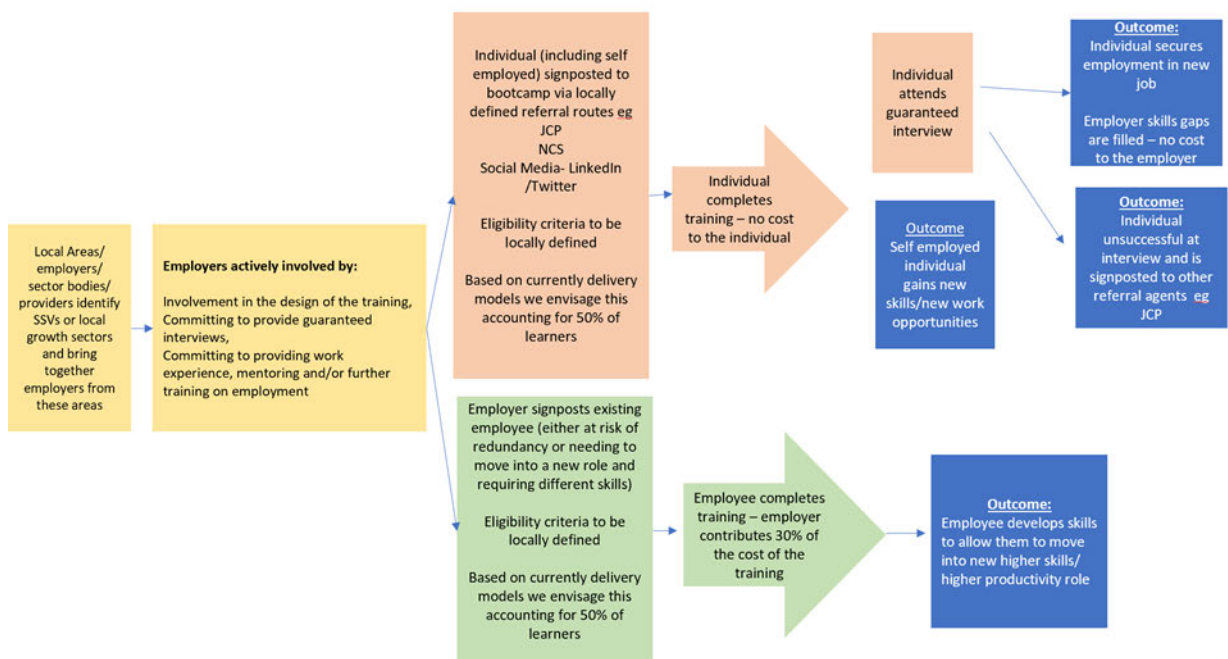 Local Areas/
employers/
sector bodies/
providers identify
SSVs or local
growth sectors
and bring
together
employers from
these areas
Employers actively involved by:
Involvement in the design of the training,
Committing to provide guaranteed
interviews,
Committing to providing work
experience, mentoring and/or further
training on employment
Individual (including self
employed) signposted to
bootcamp via locally
defined referral routes eg
JCP
NCS
Social Media- LinkedIn
/Twitter
Eligibility criteria to be
locally defined
Based on currently delivery
models we envisage this
accounting for 50% of
learners
Individual
completes
training – no cost
to the individual
Individual
attends
guaranteed
interview
Outcome
Self employed
individual
gains new
skills/new work
opportunities
Outcome:
Individual secures
employment in new
job
Employer skills gaps
are filled – no cost
to the employer
Outcome:
Individual
unsuccessful at
interview and is
signposted to other
referral agents eg
JCP
Employer signposts existing
employee (either at risk of
redundancy or needing to
move into a new role and
requiring different skills)
Eligibility criteria to be
locally defined
Based on currently delivery
models we envisage this
accounting for 50% of
learners
Employee completes
training – employer
contributes 30% of
the cost of the
training
Outcome:
Employee develops skills
to allow them to move
into new higher skills/
higher productivity role